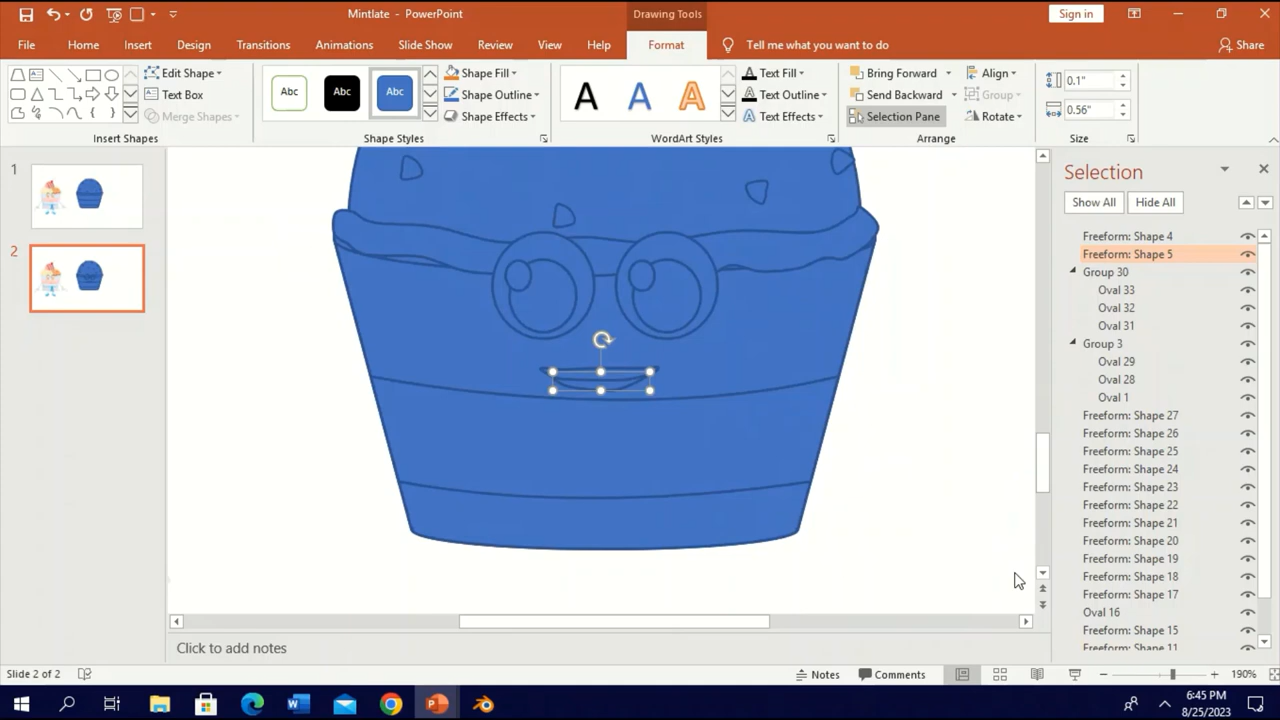 Mintlate - PowerPoint
Drawing Tools
Sign in
File
Home
Insert
Design
Transitions
Animations
Slide Show
Review
View
Help
Format
Tell me what you want to do
Share
Edit Shape
Text Box
Merge Shapes
Insert Shapes
Abc
Abc
Abc
Shape Fill
Shape Outline
Shape Effects
Shape Styles
A
A
A
Text Fill
Text Outline
Text Effects
WordArt Styles
Bring Forward
Send Backward
Selection Pane
Align
Group
Rotate
Arrange
0.1"
0.56"
Size
1
2
Selection
Show All
Hide All
Freeform: Shape 4
Freeform: Shape 5
Group 30
Oval 33
Oval 32
Oval 31
Group 3
Oval 29
Oval 28
Oval 1
Freeform: Shape 27
Freeform: Shape 26
Freeform: Shape 25
Freeform: Shape 24
Freeform: Shape 23
Freeform: Shape 22
Freeform: Shape 21
Freeform: Shape 20
Freeform: Shape 19
Freeform: Shape 18
Freeform: Shape 17
Oval 16
Freeform: Shape 15
Freeform: Shape 11
Click to add notes
Slide 2 of 2
Notes
Comments
190%
6:45 PM
8/25/2023